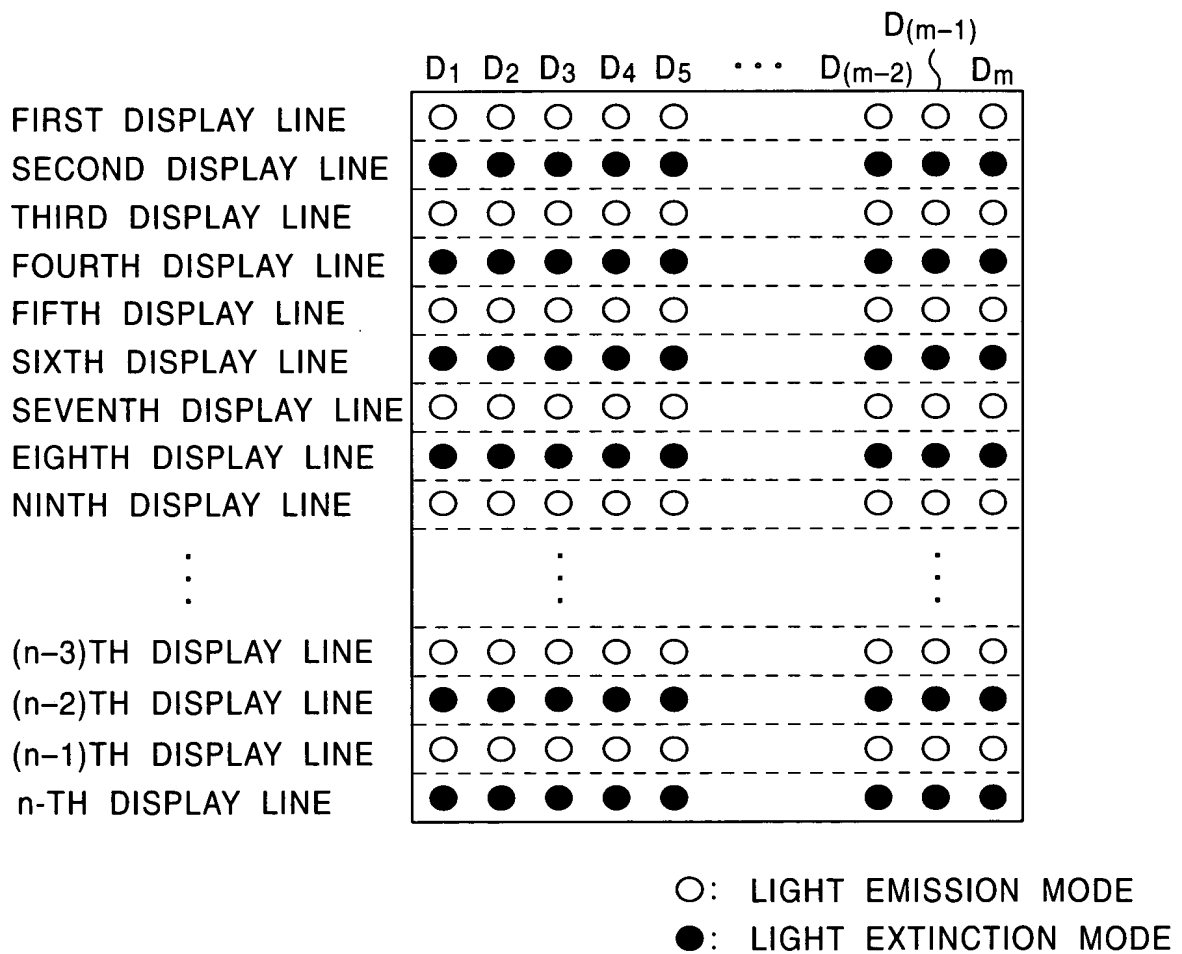 D(m–1)
D1 D2 D3 D4 D5 ··· D(m–2) Dm
FIRST DISPLAY LINE
SECOND DISPLAY LINE
THIRD DISPLAY LINE
FOURTH DISPLAY LINE
FIFTH DISPLAY LINE
SIXTH DISPLAY LINE
SEVENTH DISPLAY LINE
EIGHTH DISPLAY LINE
NINTH DISPLAY LINE
(n–3)TH DISPLAY LINE
(n–2)TH DISPLAY LINE
(n–1)TH DISPLAY LINE
n-TH DISPLAY LINE
○: LIGHT EMISSION MODE
●: LIGHT EXTINCTION MODE